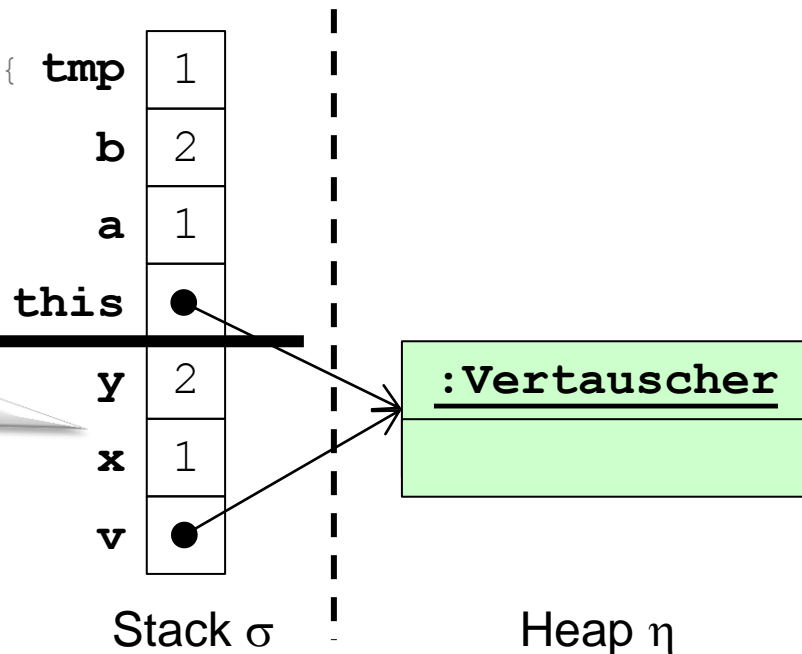 { tmp 1
b 2
a 1
this
y 2
:Vertauscher
x 1
v
Stack σ
Heap η